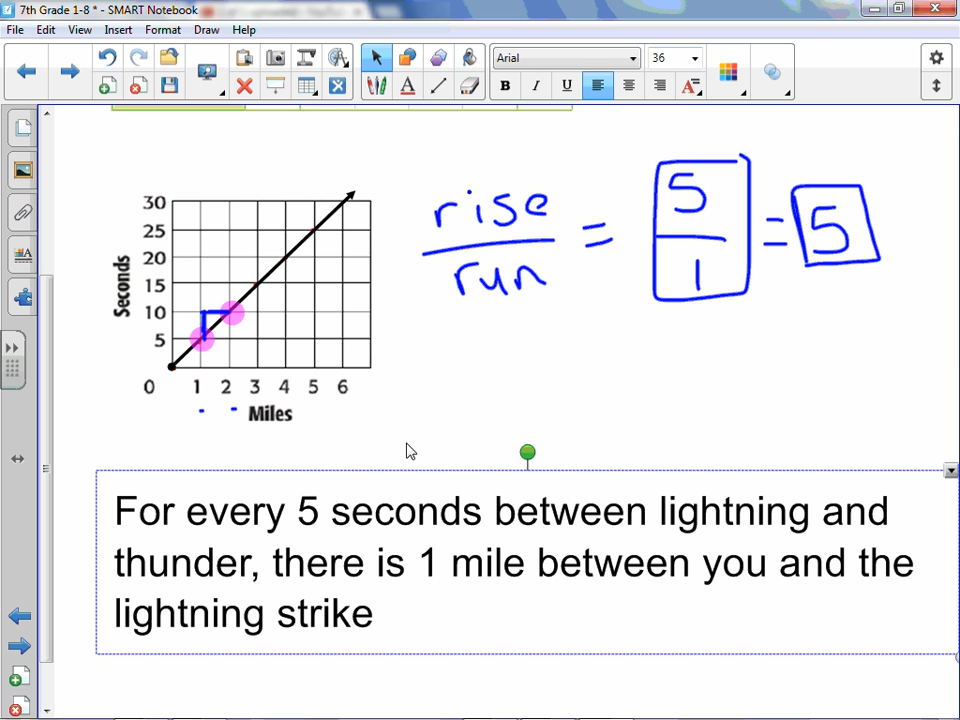 7th Grade 1-8 * - SMART Notebook
File Edit View Insert Format Draw Help
Arial 36
B I U A
30
25
20
15
10
5
0 1 2 3 4 5 6
Seconds
Miles
rise
run
= 5
1
= 5
For every 5 seconds between lightning and
thunder, there is 1 mile between you and the
lightning strike